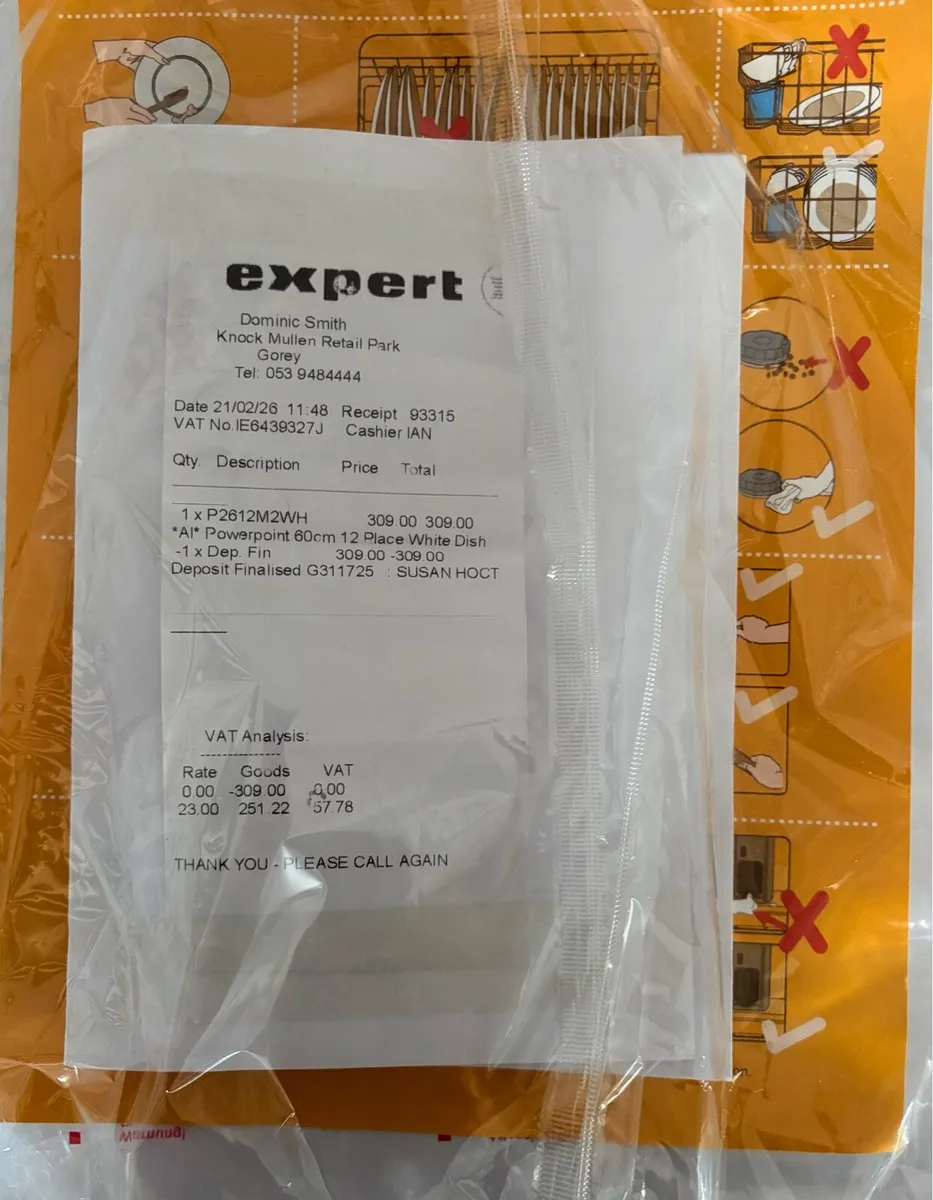 expert
Dominic Smith
Knock Mullen Retail Park
Gorey
Tel: 053 9484444
Date 21/02/26 11:48 Receipt 93315
VAT No.IE6439327J Cashier IAN
Qty. Description Price Total
1 x P2612M2WH 309.00 309.00
*AI* Powerpoint 60cm 12 Place White Dish
-1 x Dep. Fin 309.00 -309.00
Deposit Finalised G311725 : SUSAN HOCT
VAT Analysis:
Rate Goods VAT
0.00 -309.00 0.00
23.00 251.22 57.78
THANK YOU - PLEASE CALL AGAIN
Warnung!